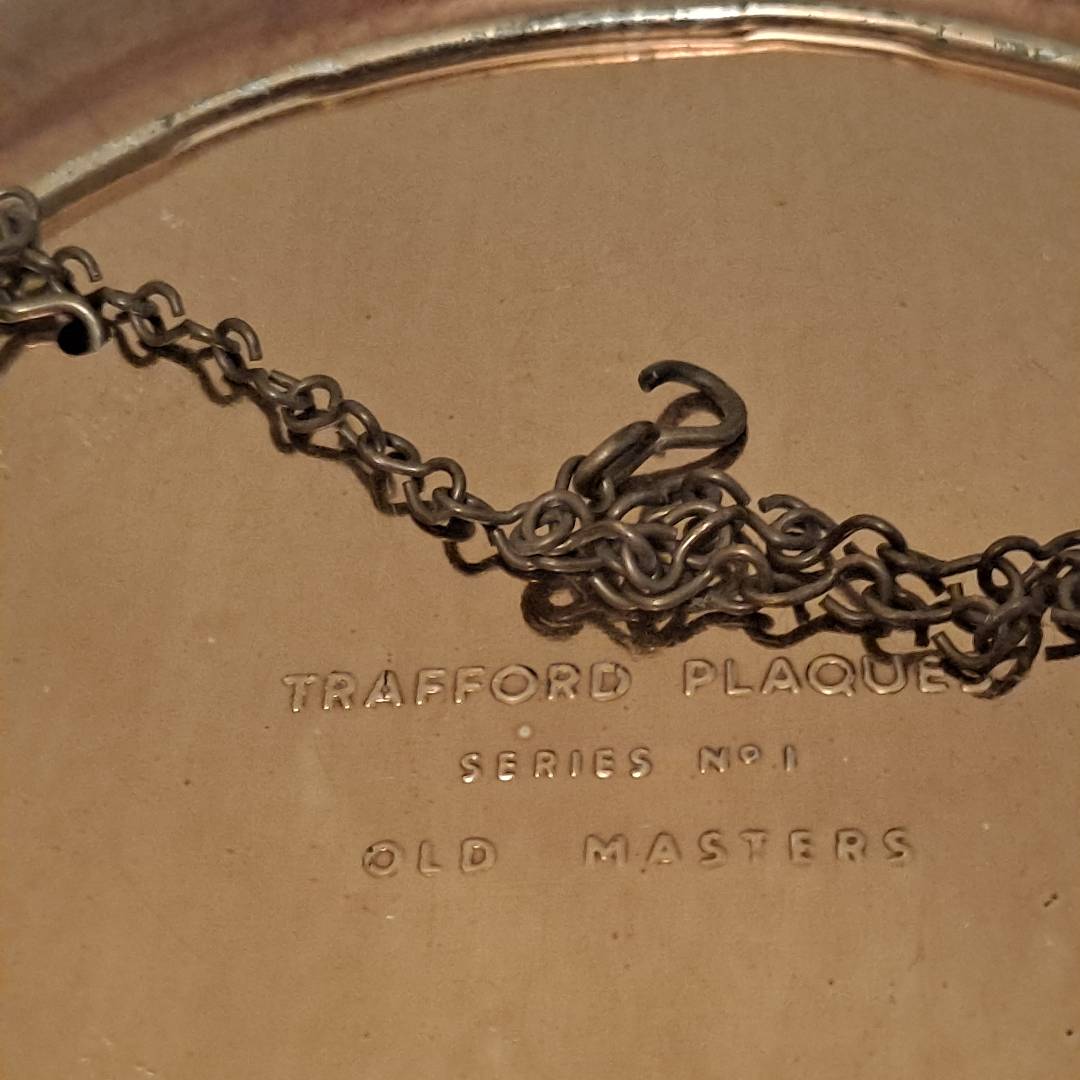 TRAFFORD PLAQUES
SERIES Nº 1
OLD MASTERS